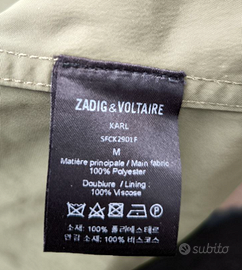 ZADIG & VOLTAIRE
KARL
SFCK2901F
M
Matière principale / Main fabric
100% Polyester
Doublure / Lining
100% Viscose
소재: 100% 폴리에스테르
안감 소재: 100% 비스코스
subito